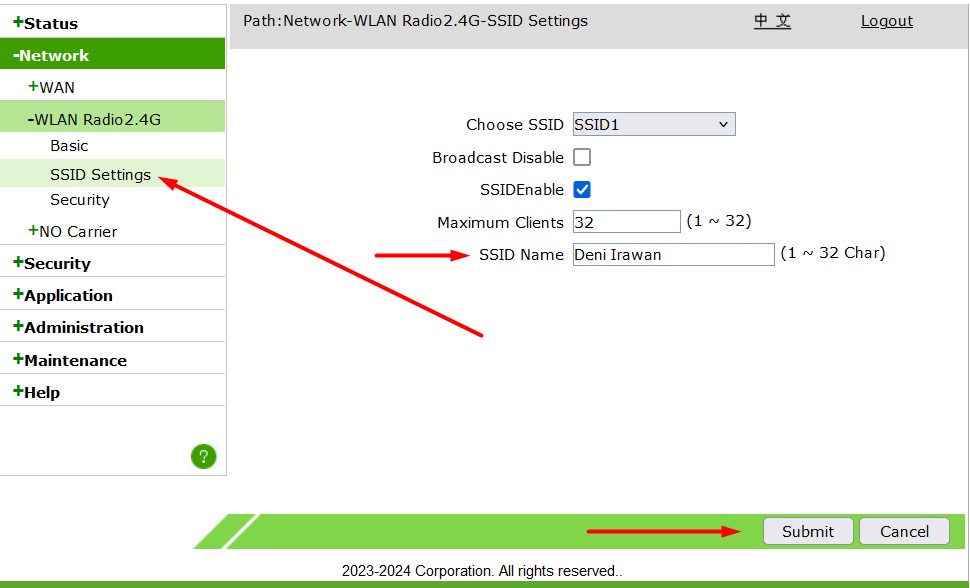 +Status
-Network
+WAN
-WLAN Radio2.4G
Basic
SSID Settings
Security
+NO Carrier
+Security
+Application
+Administration
+Maintenance
+Help
?
Path:Network-WLAN Radio2.4G-SSID Settings 中 文 Logout
Choose SSID SSID1
Broadcast Disable
SSIDEnable
Maximum Clients 32 (1 ~ 32)
SSID Name Deni Irawan (1 ~ 32 Char)
Submit Cancel
2023-2024 Corporation. All rights reserved..